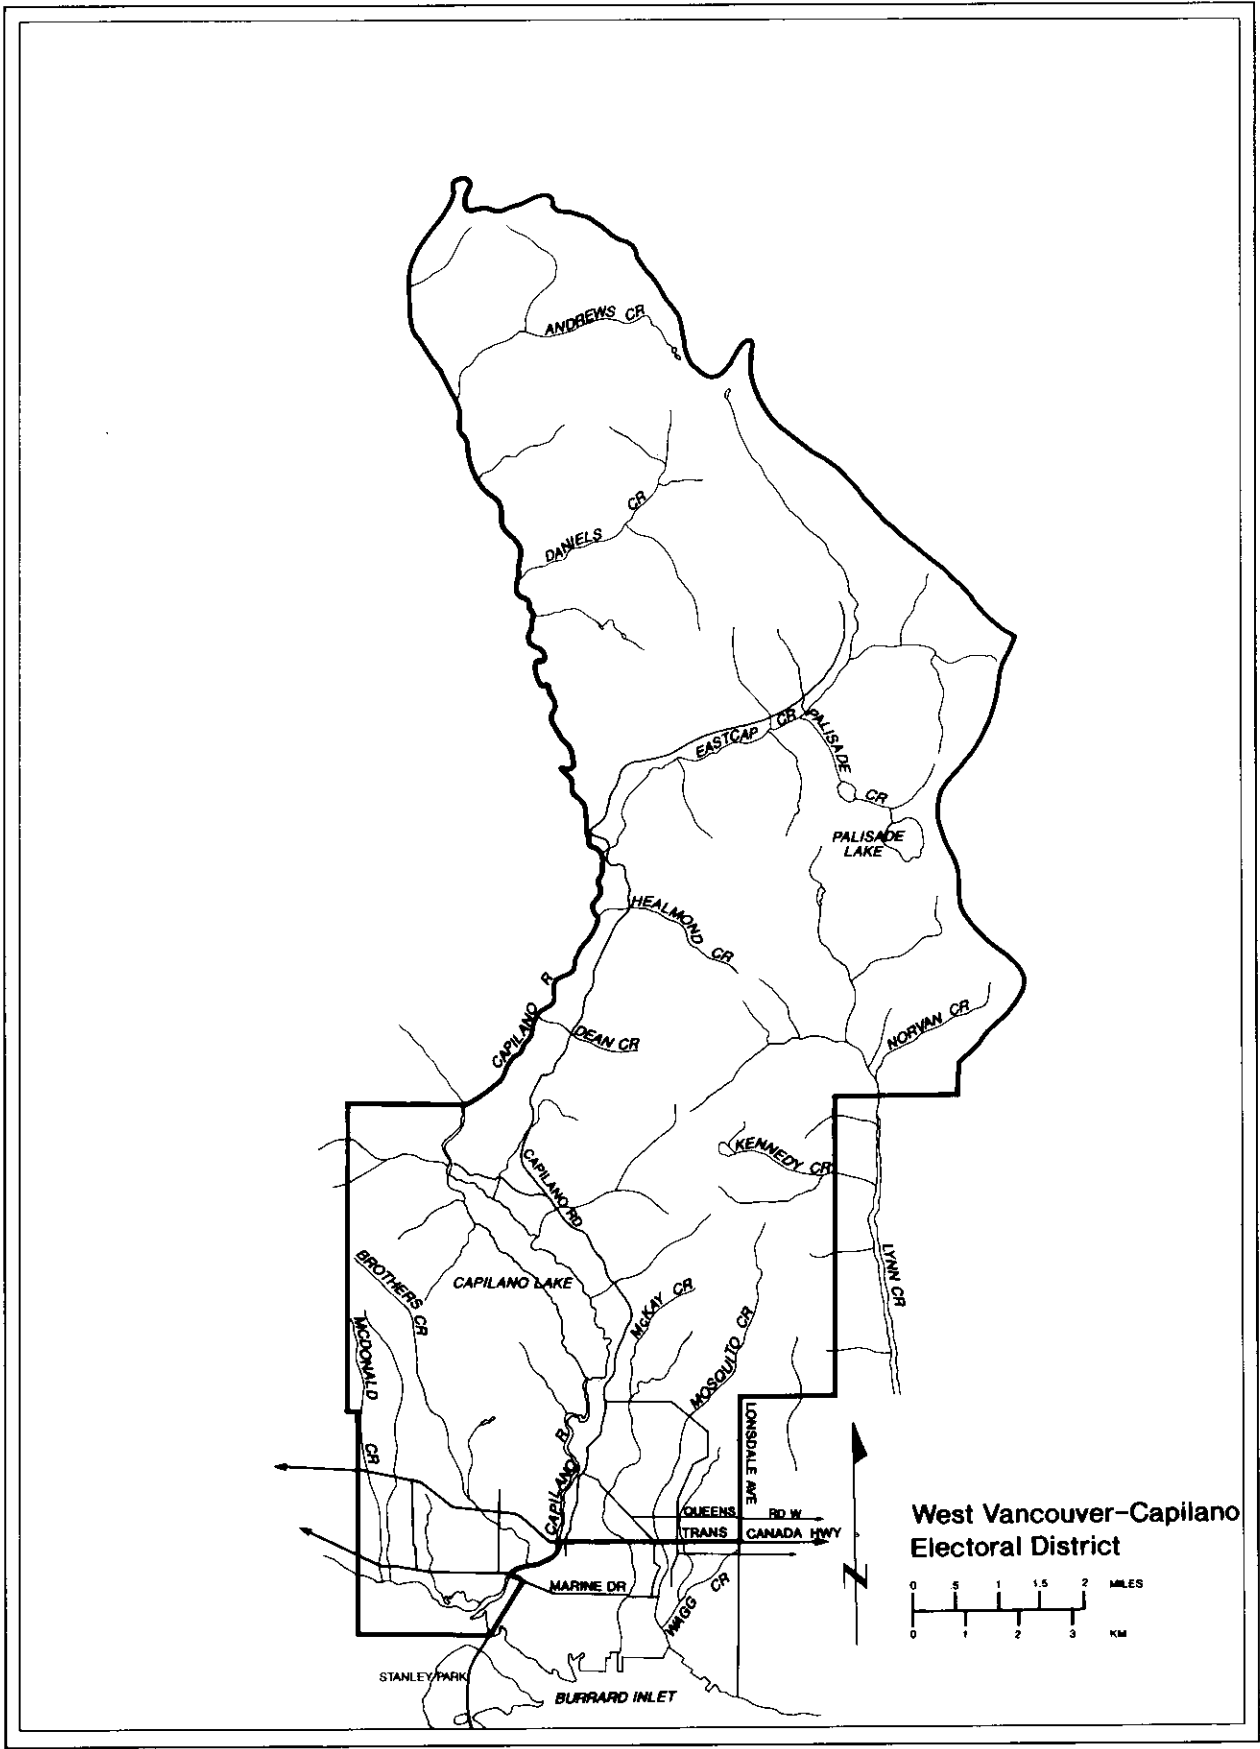 ANDREWS CR
DANIELS CR
EASTCAP CR
PALISADE CR
PALISADE
LAKE
HEALMOND CR
CAPILANO R
DEAN CR
NORVAN CR
KENNEDY CR
CAPILANO RD
LYNN CR
BROTHERS CR
CAPILANO LAKE
McKAY CR
MCDONALD CR
MOSQUITO CR
LONSDALE AVE
CAPILANO R
QUEENS RD W
TRANS CANADA HWY
MARINE DR
WAGG CR
STANLEY PARK
BURRARD INLET
N
West Vancouver-Capilano
Electoral District
0 .5 1 1.5 2 MILES
0 1 2 3 KM